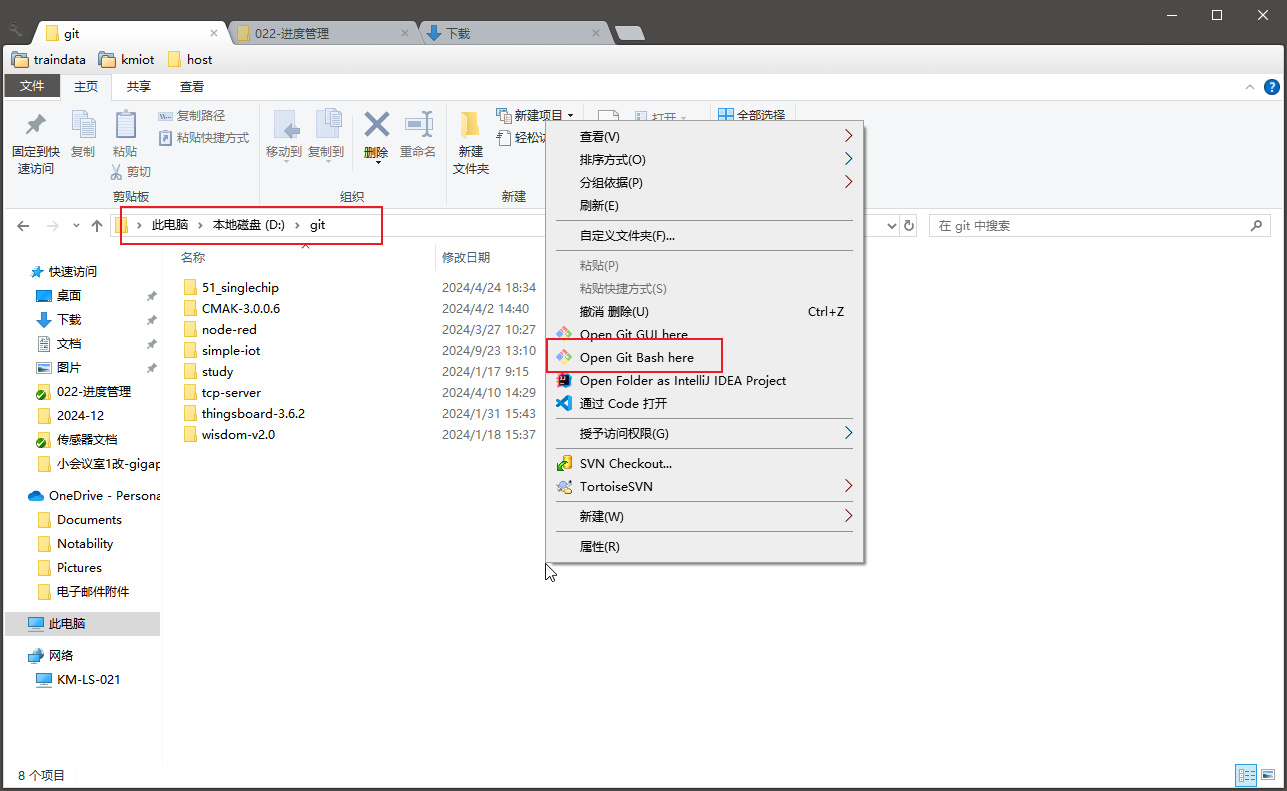 git
022-进度管理
下载
traindata
kmiot
host
文件
主页
共享
查看
固定到快
速访问
复制
粘贴
复制路径
粘贴快捷方式
剪切
剪贴板
移动到
复制到
删除
重命名
组织
新建
文件夹
新建项目
轻松
新建
打开
全部选择
此电脑
本地磁盘 (D:)
git
在 git 中搜索
名称
修改日期
51_singlechip
2024/4/24 18:34
CMAK-3.0.0.6
2024/4/2 14:40
node-red
2024/3/27 10:27
simple-iot
2024/9/23 13:10
study
2024/1/17 9:15
tcp-server
2024/4/10 14:29
thingsboard-3.6.2
2024/1/31 15:43
wisdom-v2.0
2024/1/18 15:37
快速访问
桌面
下载
文档
图片
022-进度管理
2024-12
传感器文档
小会议室1改-gigap
OneDrive - Persona
Documents
Notability
Pictures
电子邮件附件
此电脑
网络
KM-LS-021
查看(V)
排序方式(O)
分组依据(P)
刷新(E)
自定义文件夹(F)...
粘贴(P)
粘贴快捷方式(S)
撤消 删除(U)
Ctrl+Z
Open Git GUI here
Open Git Bash here
Open Folder as IntelliJ IDEA Project
通过 Code 打开
授予访问权限(G)
SVN Checkout...
TortoiseSVN
新建(W)
属性(R)
8 个项目